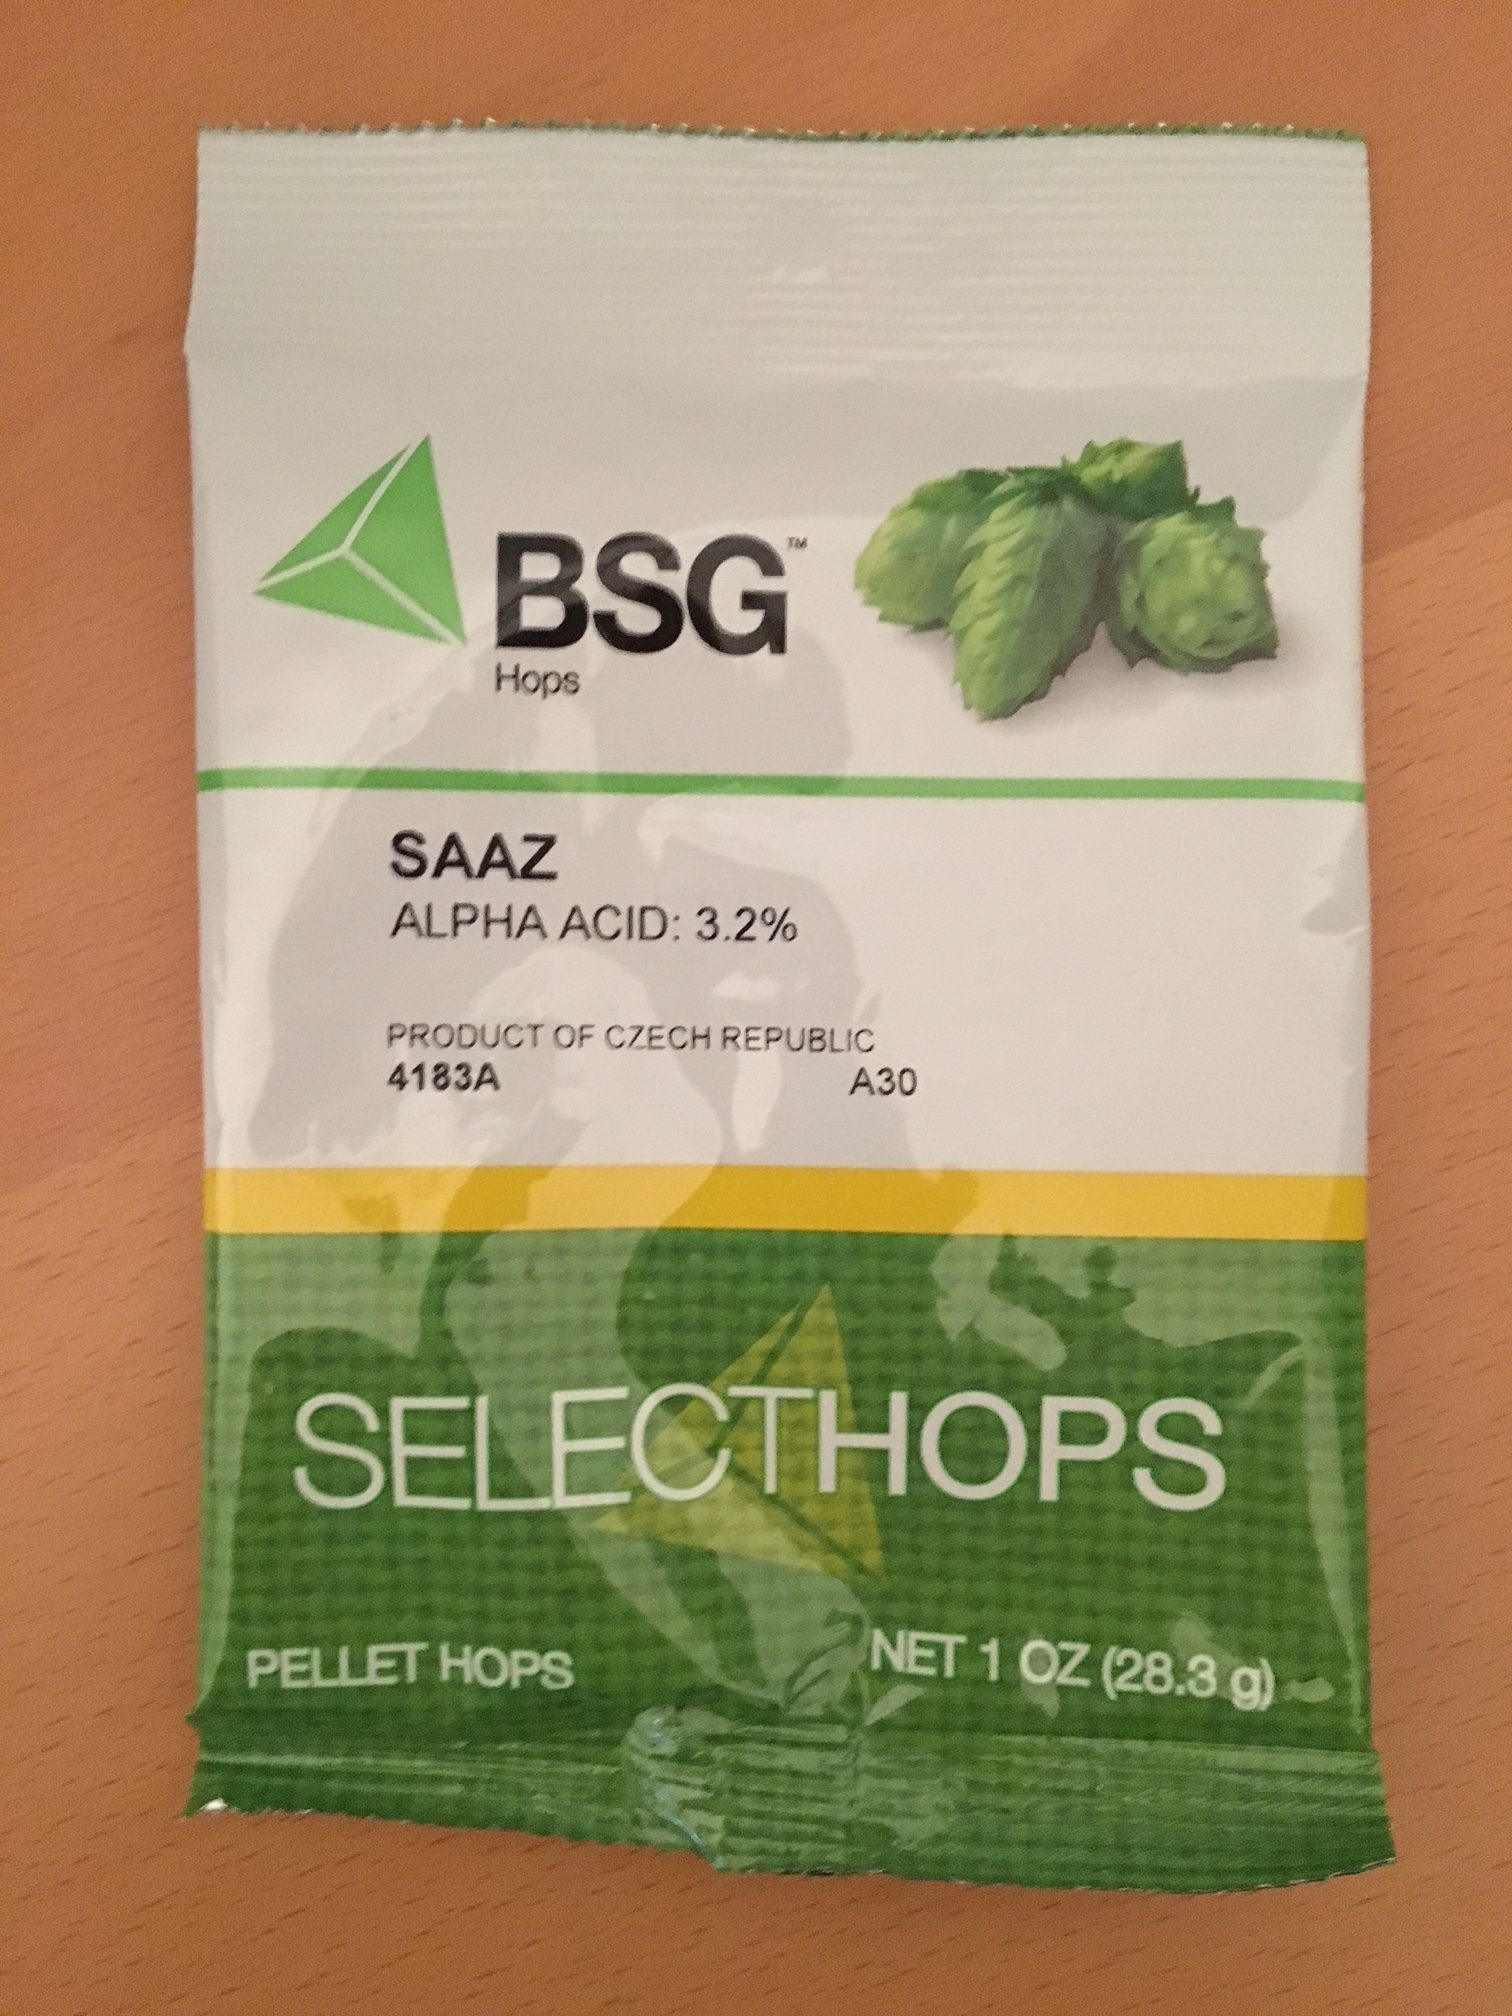 BSG™
Hops
SAAZ
ALPHA ACID: 3.2%
PRODUCT OF CZECH REPUBLIC
4183A A30
SELECTHOPS
PELLET HOPS NET 1 OZ (28.3 g)